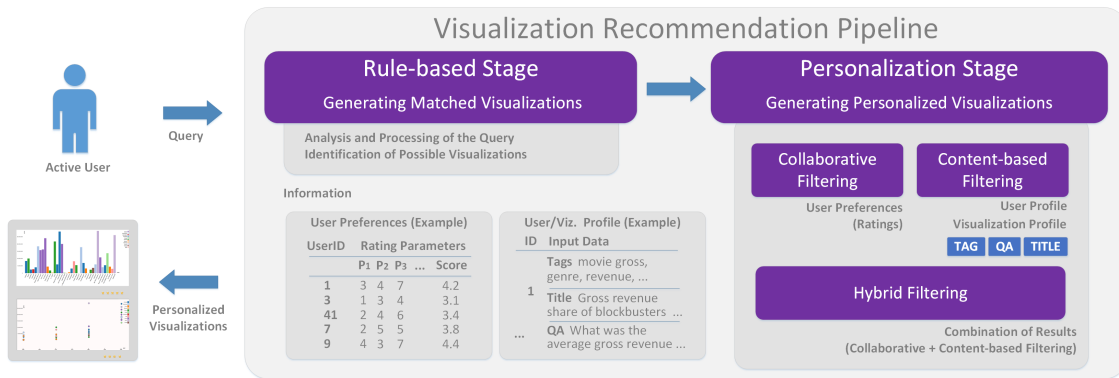 Visualization Recommendation Pipeline
Rule-based Stage
Generating Matched Visualizations
Personalization Stage
Generating Personalized Visualizations
Active User
Query
Analysis and Processing of the Query
Identification of Possible Visualizations
Information
User Preferences (Example)
UserID Rating Parameters
P1 P2 P3 ... Score
1 3 4 7 4.2
3 1 3 4 3.1
41 2 4 6 3.4
7 2 5 5 3.8
9 4 3 7 4.4
User/Viz. Profile (Example)
ID Input Data
Tags movie gross,
genre, revenue, ...
1
Title Gross revenue
share of blockbusters ...
... QA What was the
average gross revenue ...
Collaborative
Filtering
User Preferences
(Ratings)
Content-based
Filtering
User Profile
Visualization Profile
TAG QA TITLE
Hybrid Filtering
Combination of Results
(Collaborative + Content-based Filtering)
Personalized
Visualizations